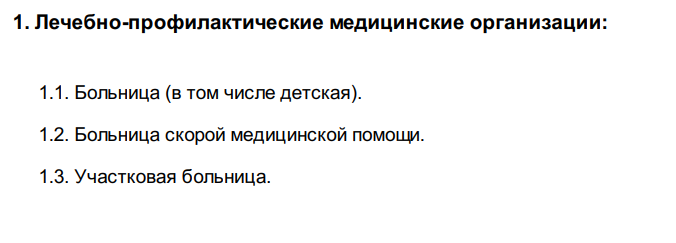 1. Лечебно-профилактические медицинские организации:
1.1. Больница (в том числе детская).
1.2. Больница скорой медицинской помощи.
1.3. Участковая больница.